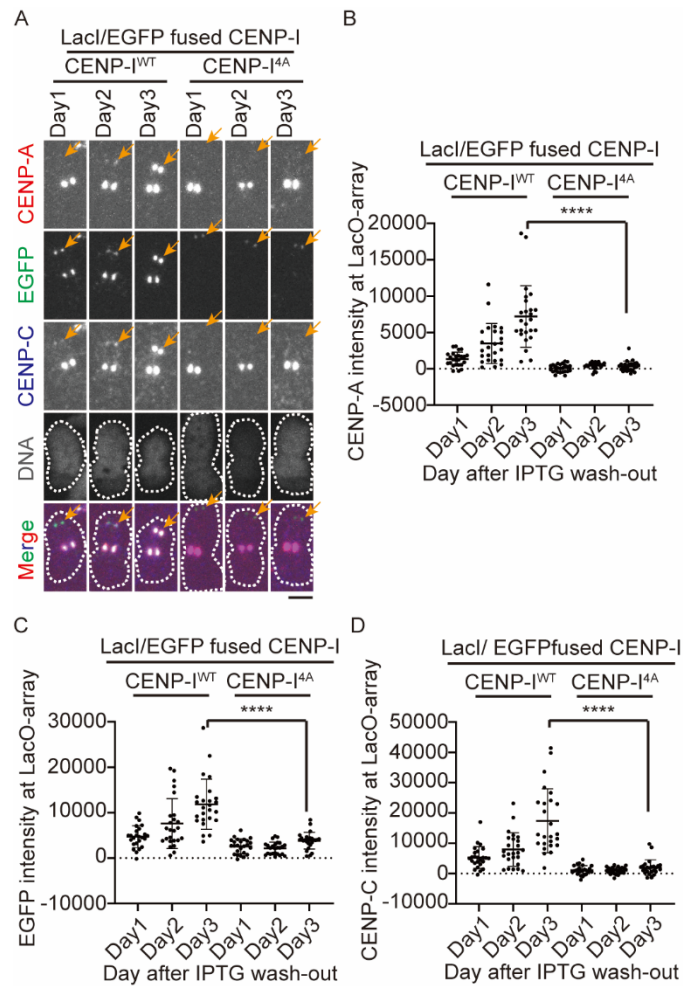 A
LacI/EGFP fused CENP-I
CENP-I^WT CENP-I^4A
Day1 Day2 Day3 Day1 Day2 Day3
CENP-A
EGFP
CENP-C
DNA
Merge
B
LacI/EGFP fused CENP-I
CENP-I^WT CENP-I^4A
****
CENP-A intensity at LacO-array
20000
15000
10000
5000
0
-5000
Day1 Day2 Day3 Day1 Day2 Day3
Day after IPTG wash-out
C
LacI/EGFP fused CENP-I
CENP-I^WT CENP-I^4A
****
EGFP intensity at LacO-array
30000
20000
10000
0
-10000
Day1 Day2 Day3 Day1 Day2 Day3
Day after IPTG wash-out
D
LacI/ EGFPfused CENP-I
CENP-I^WT CENP-I^4A
****
CENP-C intensity at LacO-array
50000
40000
30000
20000
10000
0
-10000
Day1 Day2 Day3 Day1 Day2 Day3
Day after IPTG wash-out